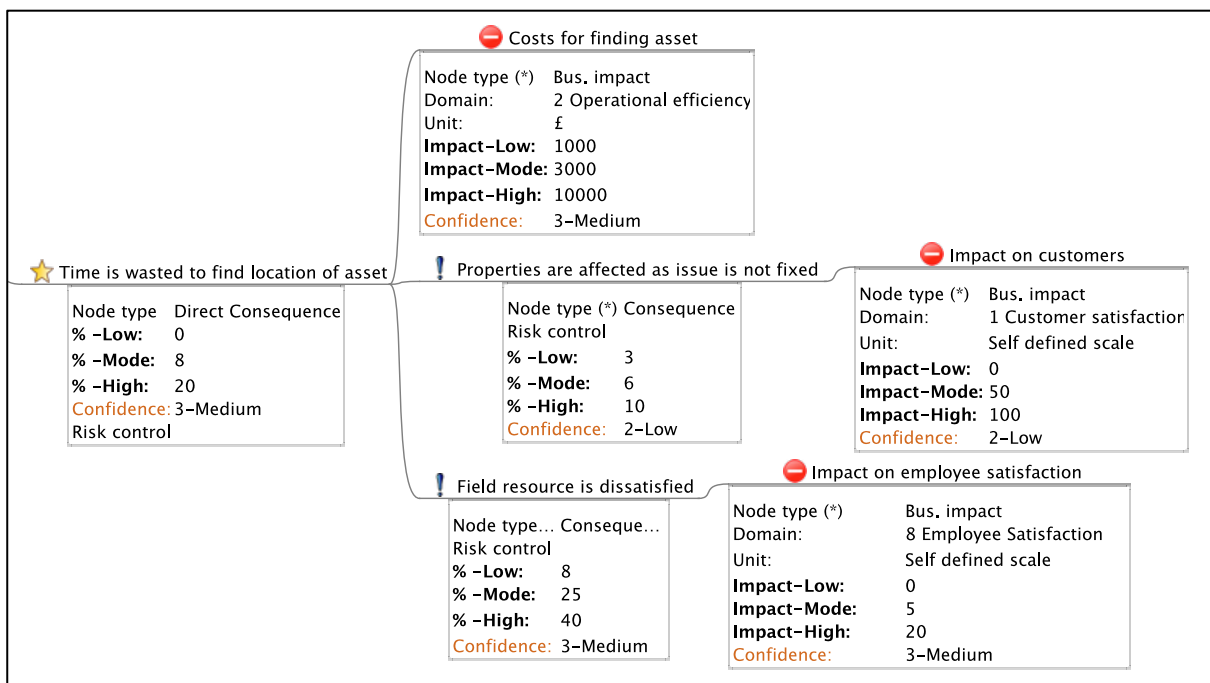 Costs for finding asset
Node type (*) Bus. impact
Domain: 2 Operational efficiency
Unit: £
Impact-Low: 1000
Impact-Mode: 3000
Impact-High: 10000
Confidence: 3-Medium
Time is wasted to find location of asset
Node type Direct Consequence
% -Low: 0
% -Mode: 8
% -High: 20
Confidence: 3-Medium
Risk control
Properties are affected as issue is not fixed
Node type (*) Consequence
Risk control
% -Low: 3
% -Mode: 6
% -High: 10
Confidence: 2-Low
Impact on customers
Node type (*) Bus. impact
Domain: 1 Customer satisfaction
Unit: Self defined scale
Impact-Low: 0
Impact-Mode: 50
Impact-High: 100
Confidence: 2-Low
Field resource is dissatisfied
Node type... Conseque...
Risk control
% -Low: 8
% -Mode: 25
% -High: 40
Confidence: 3-Medium
Impact on employee satisfaction
Node type (*) Bus. impact
Domain: 8 Employee Satisfaction
Unit: Self defined scale
Impact-Low: 0
Impact-Mode: 5
Impact-High: 20
Confidence: 3-Medium